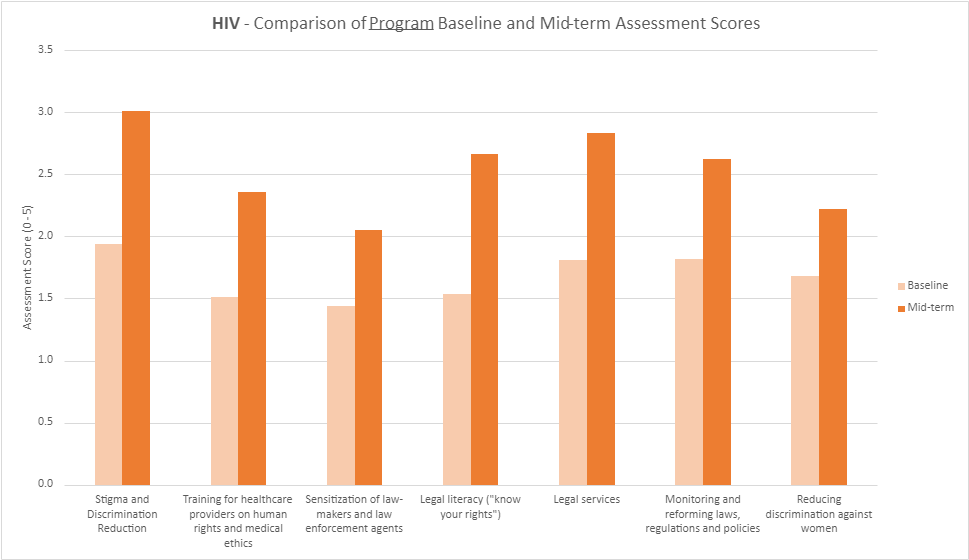 HIV - Comparison of Program Baseline and Mid-term Assessment Scores
3.5
3.0
2.5
2.0
1.5
1.0
0.5
0.0
Assessment Score (0 - 5)
Stigma and
Discrimination
Reduction
Training for healthcare
providers on human
rights and medical
ethics
Sensitization of law-
makers and law
enforcement agents
Legal literacy ("know
your rights")
Legal services
Monitoring and
reforming laws,
regulations and policies
Reducing
discrimination against
women
Baseline
Mid-term